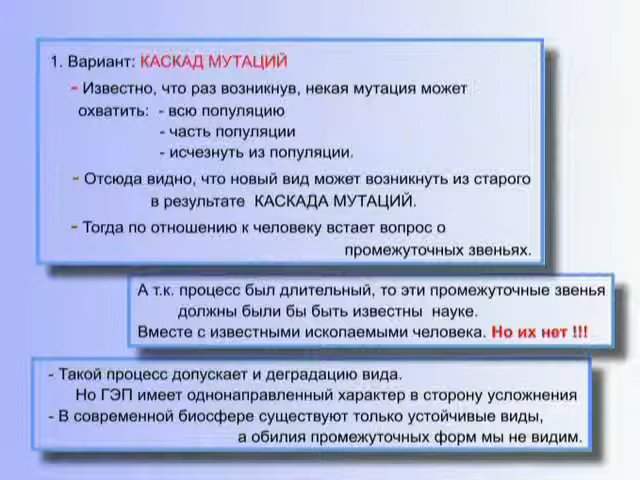 1. Вариант: КАСКАД МУТАЦИЙ
- Известно, что раз возникнув, некая мутация может
охватить: - всю популяцию
- часть популяции
- исчезнуть из популяции.
- Отсюда видно, что новый вид может возникнуть из старого
в результате КАСКАДА МУТАЦИЙ.
- Тогда по отношению к человеку встает вопрос о
промежуточных звеньях.
А т.к. процесс был длительный, то эти промежуточные звенья
должны были бы быть известны науке.
Вместе с известными ископаемыми человека. Но их нет !!!
- Такой процесс допускает и деградацию вида.
Но ГЭП имеет однонаправленный характер в сторону усложнения
- В современной биосфере существуют только устойчивые виды,
а обилия промежуточных форм мы не видим.